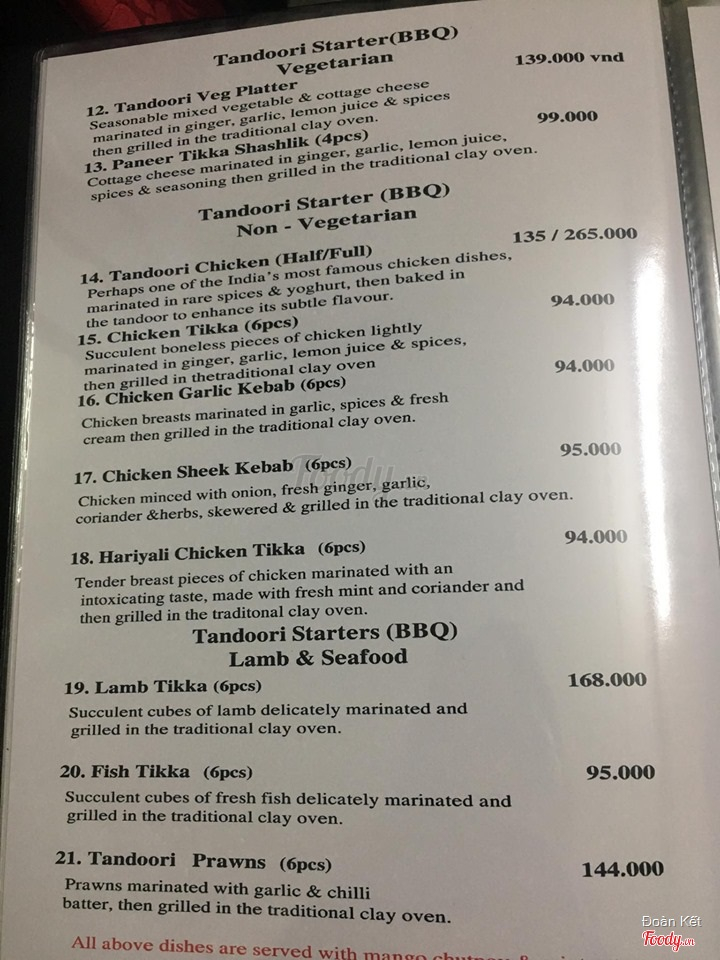 Tandoori Starter(BBQ)
Vegetarian
12. Tandoori Veg Platter 139.000 vnd
Seasonable mixed vegetable & cottage cheese
marinated in ginger, garlic, lemon juice & spices
then grilled in the traditional clay oven.
13. Paneer Tikka Shashlik (4pcs) 99.000
Cottage cheese marinated in ginger, garlic, lemon juice,
spices & seasoning then grilled in the traditional clay oven.
Tandoori Starter (BBQ)
Non - Vegetarian
14. Tandoori Chicken (Half/Full) 135 / 265.000
Perhaps one of the India's most famous chicken dishes,
marinated in rare spices & yoghurt, then baked in
the tandoor to enhance its subtle flavour.
15. Chicken Tikka (6pcs) 94.000
Succulent boneless pieces of chicken lightly
marinated in ginger, garlic, lemon juice & spices,
then grilled in thetraditional clay oven
16. Chicken Garlic Kebab (6pcs) 94.000
Chicken breasts marinated in garlic, spices & fresh
cream then grilled in the traditional clay oven.
17. Chicken Sheek Kebab (6pcs) 95.000
Chicken minced with onion, fresh ginger, garlic,
coriander &herbs, skewered & grilled in the traditional clay oven.
18. Hariyali Chicken Tikka (6pcs) 94.000
Tender breast pieces of chicken marinated with an
intoxicating taste, made with fresh mint and coriander and
then grilled in the traditonal clay oven.
Tandoori Starters (BBQ)
Lamb & Seafood
19. Lamb Tikka (6pcs) 168.000
Succulent cubes of lamb delicately marinated and
grilled in the traditional clay oven.
20. Fish Tikka (6pcs) 95.000
Succulent cubes of fresh fish delicately marinated and
grilled in the traditional clay oven.
21. Tandoori Prawns (6pcs) 144.000
Prawns marinated with garlic & chilli
batter, then grilled in the traditional clay oven.
All above dishes are served with mango chutney &
Foody.vn
Đoàn Kết
Foody.vn